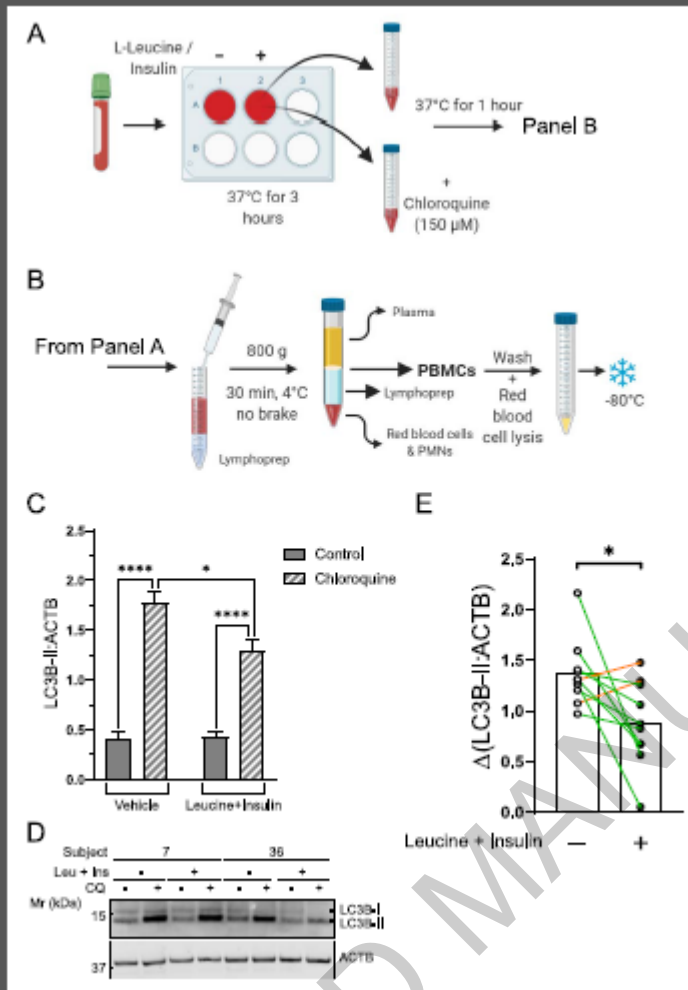 A
L-Leucine /
Insulin
− +
1 2 3
A
B
37°C for 3
hours
37°C for 1 hour
Panel B
+
Chloroquine
(150 µM)
B
From Panel A
Lymphoprep
800 g
30 min, 4°C
no brake
Plasma
PBMCs
Lymphoprep
Red blood cells
& PMNs
Wash
+
Red
blood
cell lysis
-80°C
C
LC3B-II:ACTB
2.5
2.0
1.5
1.0
0.5
0.0
**** *
****
Control
Chloroquine
Vehicle Leucine+Insulin
D
Subject 7 36
Leu + Ins - + - +
CQ - + - + - + - +
Mr (kDa)
15
LC3B-I
LC3B-II
37
ACTB
E
Δ(LC3B-II:ACTB)
2.5
2.0
1.5
1.0
0.5
0.0
*
Leucine + Insulin − +
D MANU